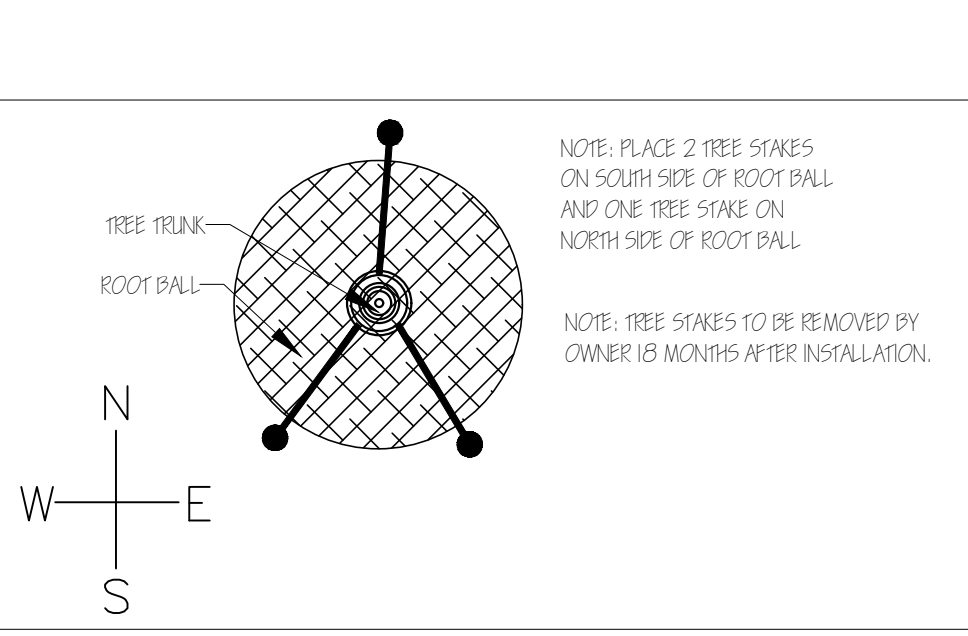 NOTE: PLACE 2 TREE STAKES
ON SOUTH SIDE OF ROOT BALL
AND ONE TREE STAKE ON
NORTH SIDE OF ROOT BALL
TREE TRUNK
ROOT BALL
NOTE: TREE STAKES TO BE REMOVED BY
OWNER 18 MONTHS AFTER INSTALLATION.
N
W E
S